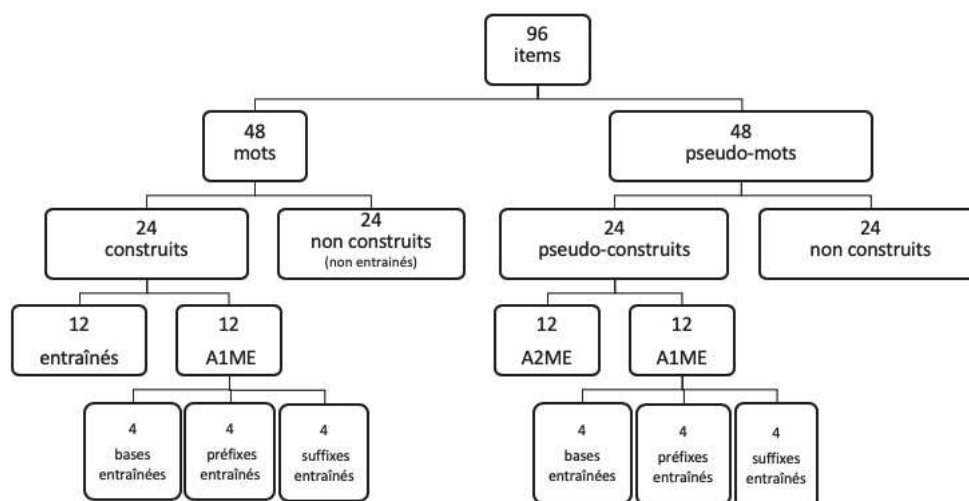 96
items
48
mots
48
pseudo-mots
24
construits
24
non construits
(non entrainés)
24
pseudo-construits
24
non construits
12
entraînés
12
A1ME
12
A2ME
12
A1ME
4
bases
entraînées
4
préfixes
entraînés
4
suffixes
entraînés
4
bases
entraînées
4
préfixes
entraînés
4
suffixes
entraînés